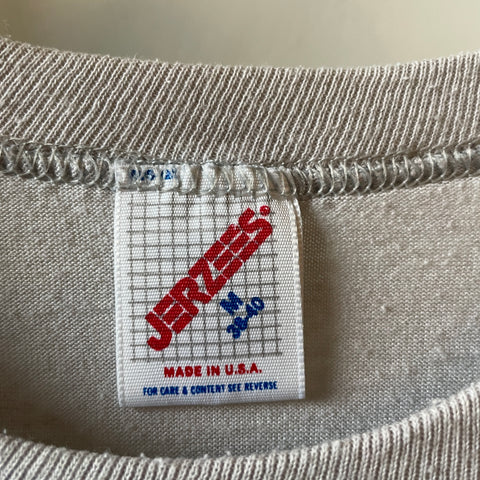 JERZEES®
M
38-40
MADE IN U.S.A.
FOR CARE & CONTENT SEE REVERSE